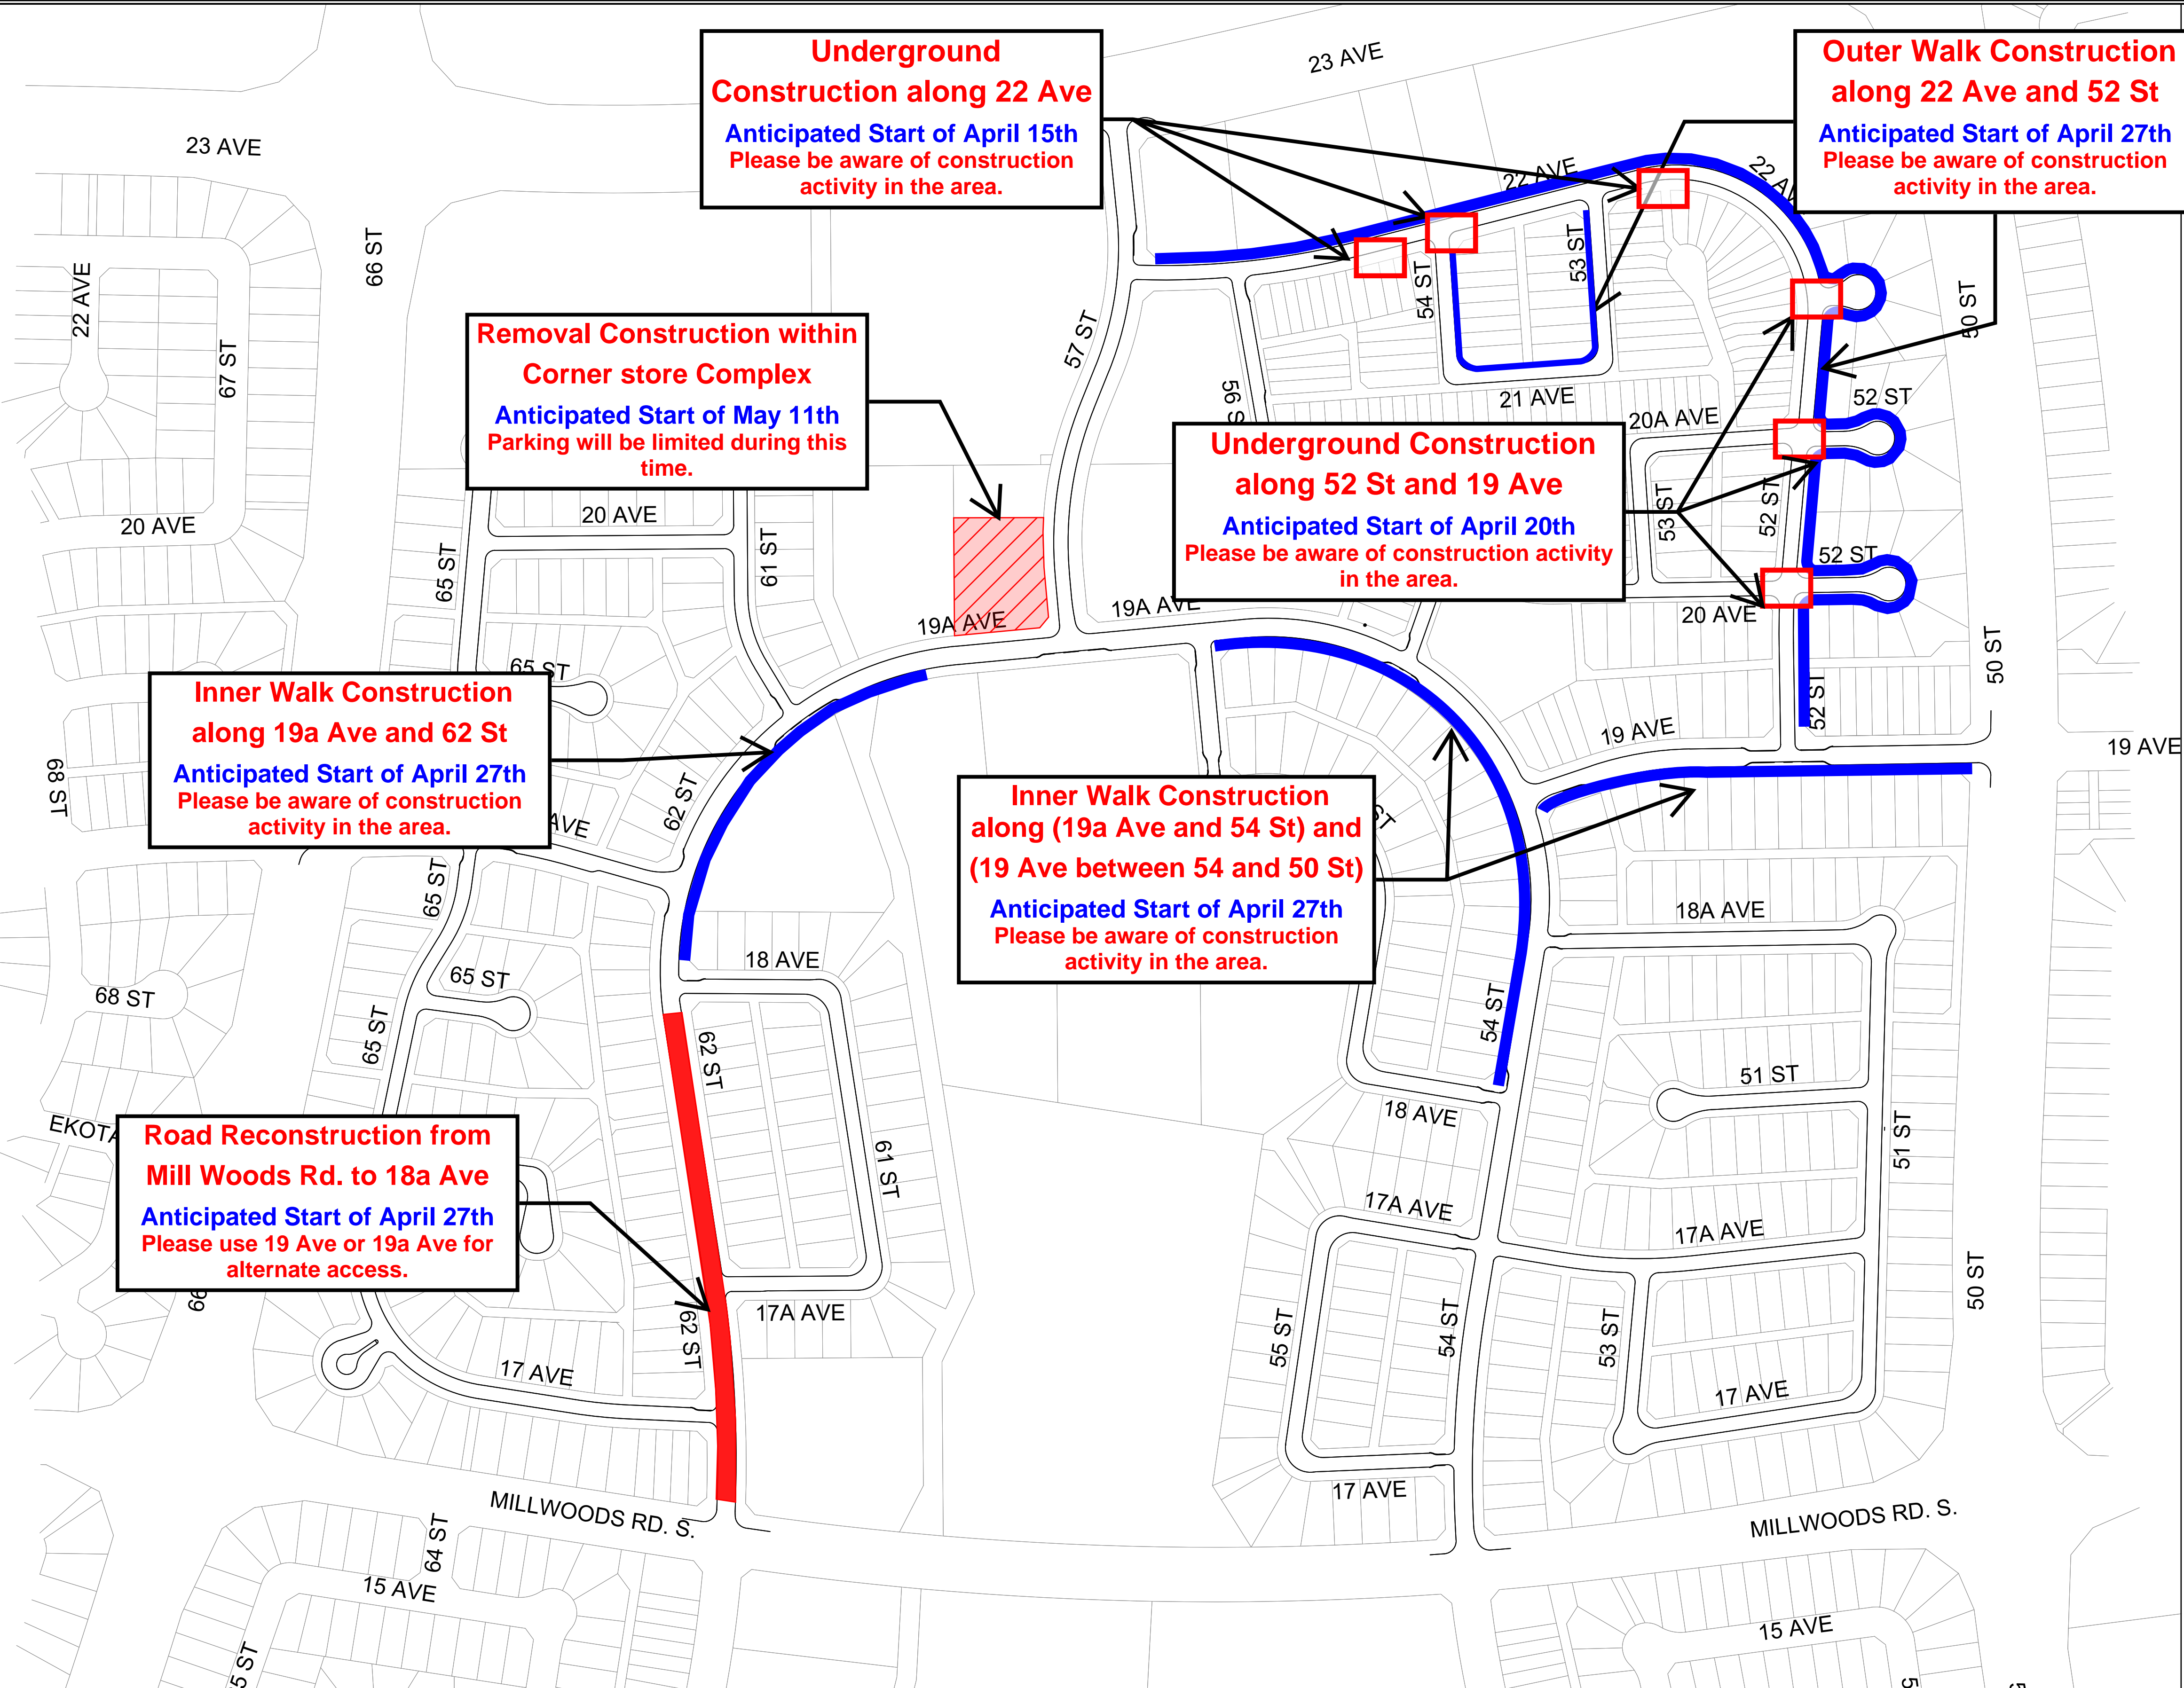 Underground
Construction along 22 Ave
Anticipated Start of April 15th
Please be aware of construction
activity in the area.
Outer Walk Construction
along 22 Ave and 52 St
Anticipated Start of April 27th
Please be aware of construction
activity in the area.
23 AVE
23 AVE
22 AVE
66 ST
22 AVE
67 ST
57 ST
54 ST
53 ST
50 ST
Removal Construction within
Corner store Complex
Anticipated Start of May 11th
Parking will be limited during this
time.
21 AVE
20A AVE
52 ST
Underground Construction
along 52 St and 19 Ave
Anticipated Start of April 20th
Please be aware of construction activity
in the area.
53 ST
52 ST
52 ST
20 AVE
20 AVE
65 ST
61 ST
19A AVE
19A AVE
20 AVE
65 ST
52 ST
50 ST
19 AVE
19 AVE
Inner Walk Construction
along 19a Ave and 62 St
Anticipated Start of April 27th
Please be aware of construction
activity in the area.
68 ST
62 ST
AVE
Inner Walk Construction
along (19a Ave and 54 St) and
(19 Ave between 54 and 50 St)
Anticipated Start of April 27th
Please be aware of construction
activity in the area.
ST
65 ST
18A AVE
18 AVE
65 ST
68 ST
65 ST
62 ST
54 ST
51 ST
18 AVE
51 ST
EKOTA
Road Reconstruction from
Mill Woods Rd. to 18a Ave
Anticipated Start of April 27th
Please use 19 Ave or 19a Ave for
alternate access.
61 ST
17A AVE
17A AVE
50 ST
66
62 ST
17A AVE
55 ST
54 ST
53 ST
17 AVE
17 AVE
17 AVE
MILLWOODS RD. S.
MILLWOODS RD. S.
64 ST
15 AVE
15 AVE